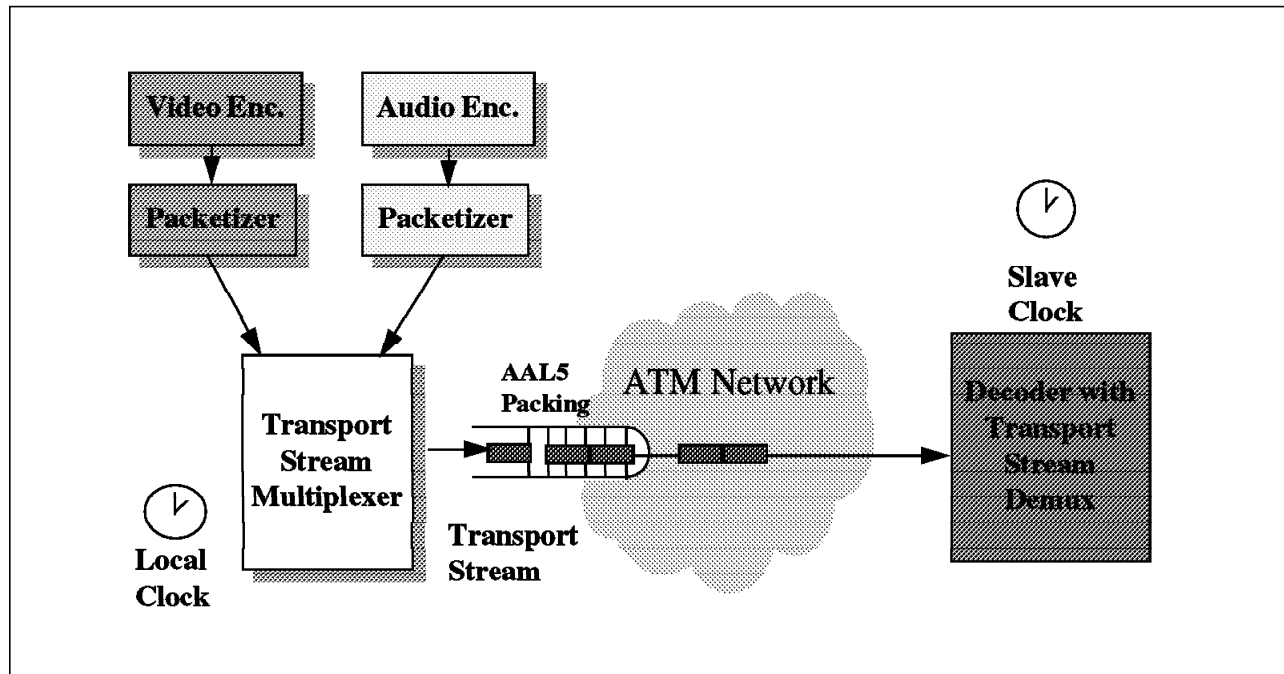 Video Enc.
Audio Enc.
Packetizer
Packetizer
Slave
Clock
AAL5
Packing
ATM Network
Decoder with
Transport
Stream
Demux
Transport
Stream
Multiplexer
Local
Clock
Transport
Stream